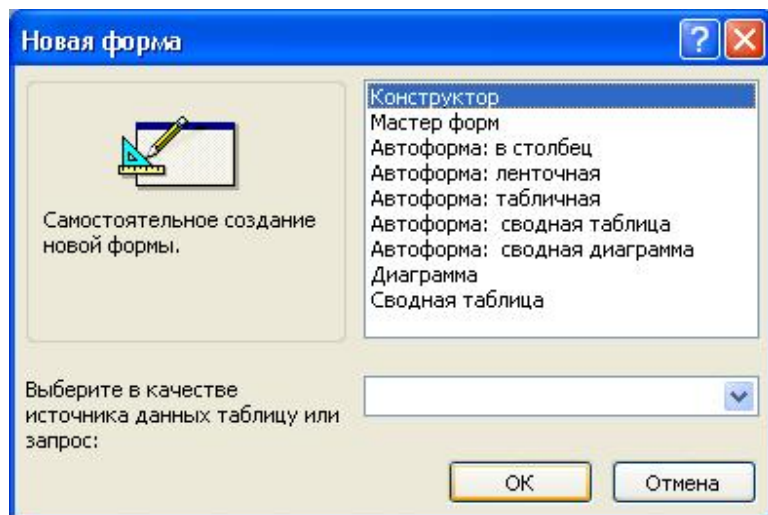 Новая форма
Конструктор
Мастер форм
Автоформа: в столбец
Автоформа: ленточная
Автоформа: табличная
Автоформа: сводная таблица
Автоформа: сводная диаграмма
Диаграмма
Сводная таблица
Самостоятельное создание
новой формы.
Выберите в качестве
источника данных таблицу или
запрос:
ОК
Отмена